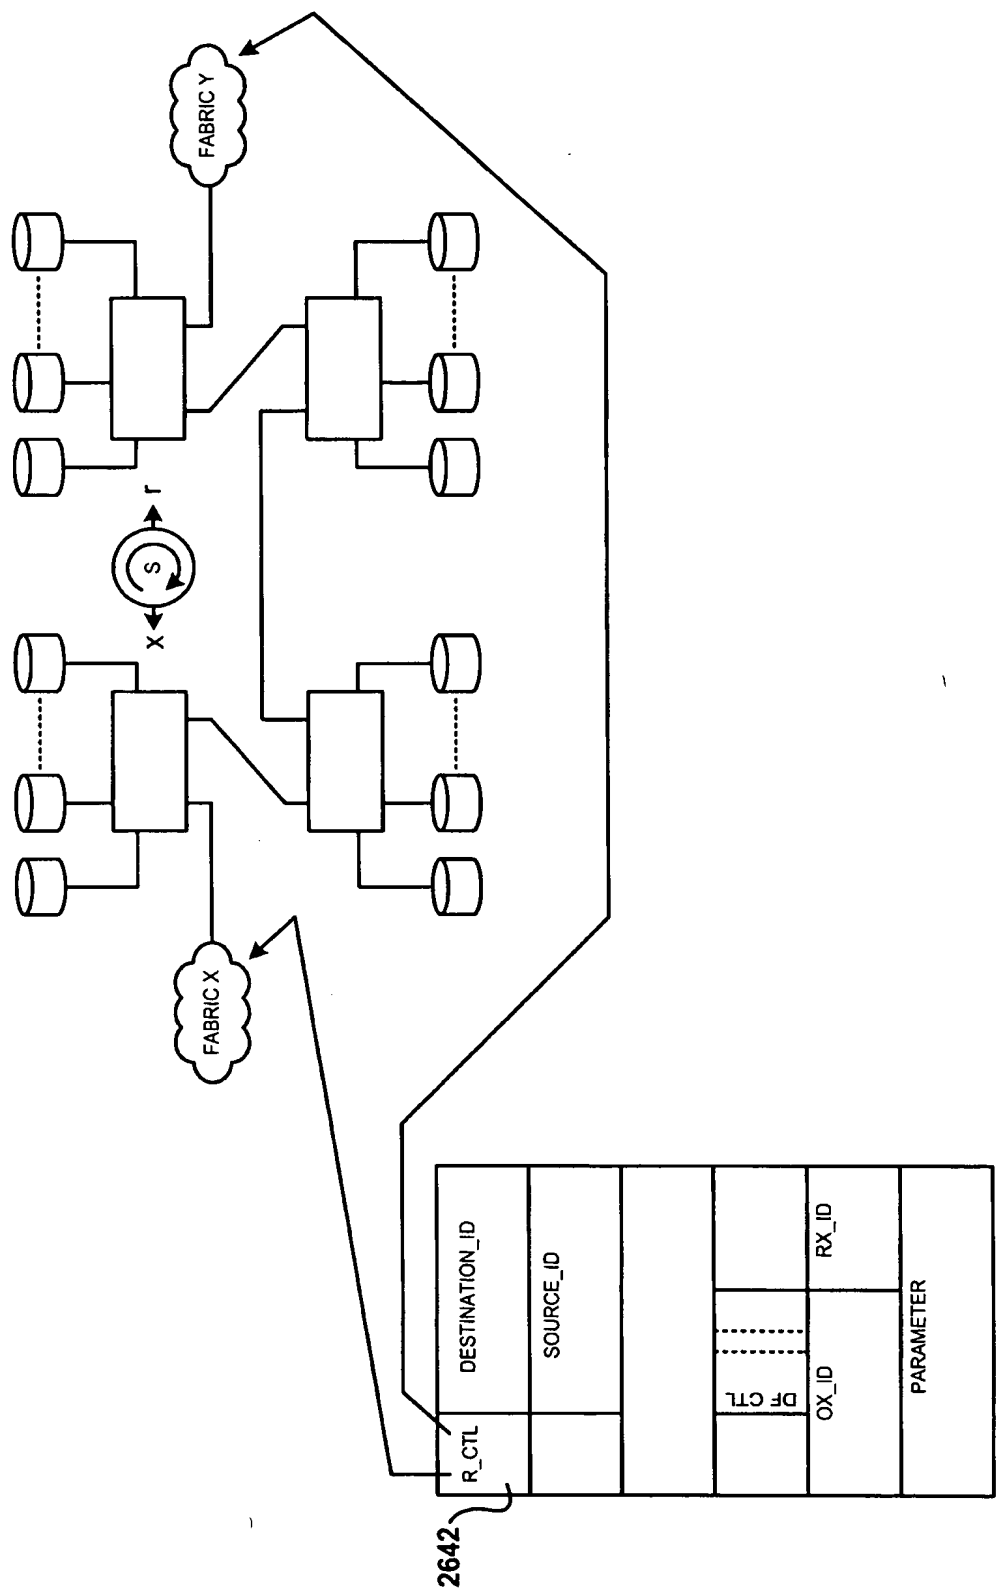 FABRIC X
FABRIC Y
X
S
r
2642
R_CTL
DESTINATION_ID
SOURCE_ID
DF CTL
OX_ID
RX_ID
PARAMETER